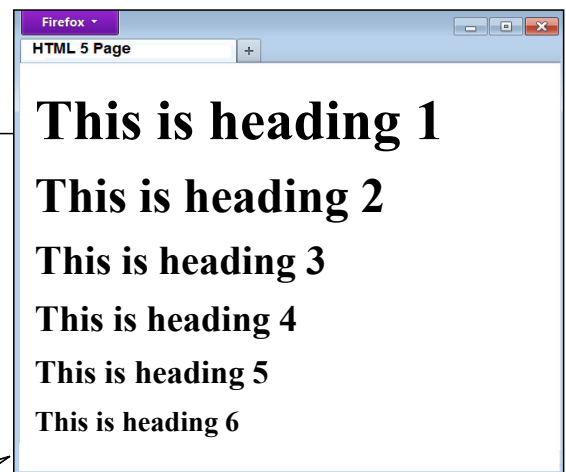 Firefox
HTML 5 Page
+
This is heading 1
This is heading 2
This is heading 3
This is heading 4
This is heading 5
This is heading 6